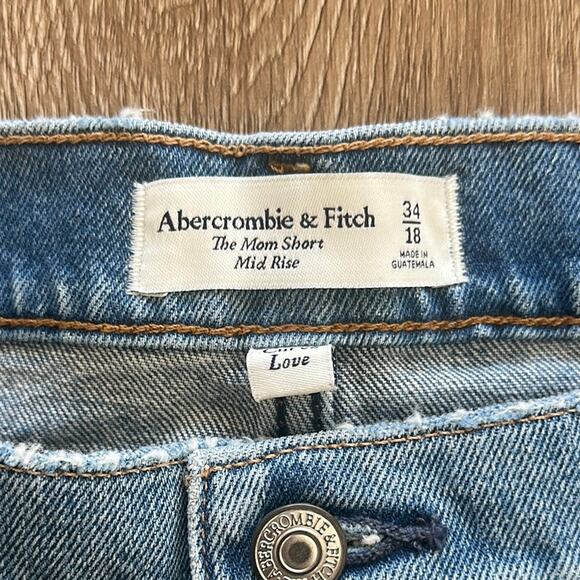 Abercrombie & Fitch
The Mom Short
Mid Rise
34
18
MADE IN
GUATEMALA
Love
ABERCROMBIE & FITCH